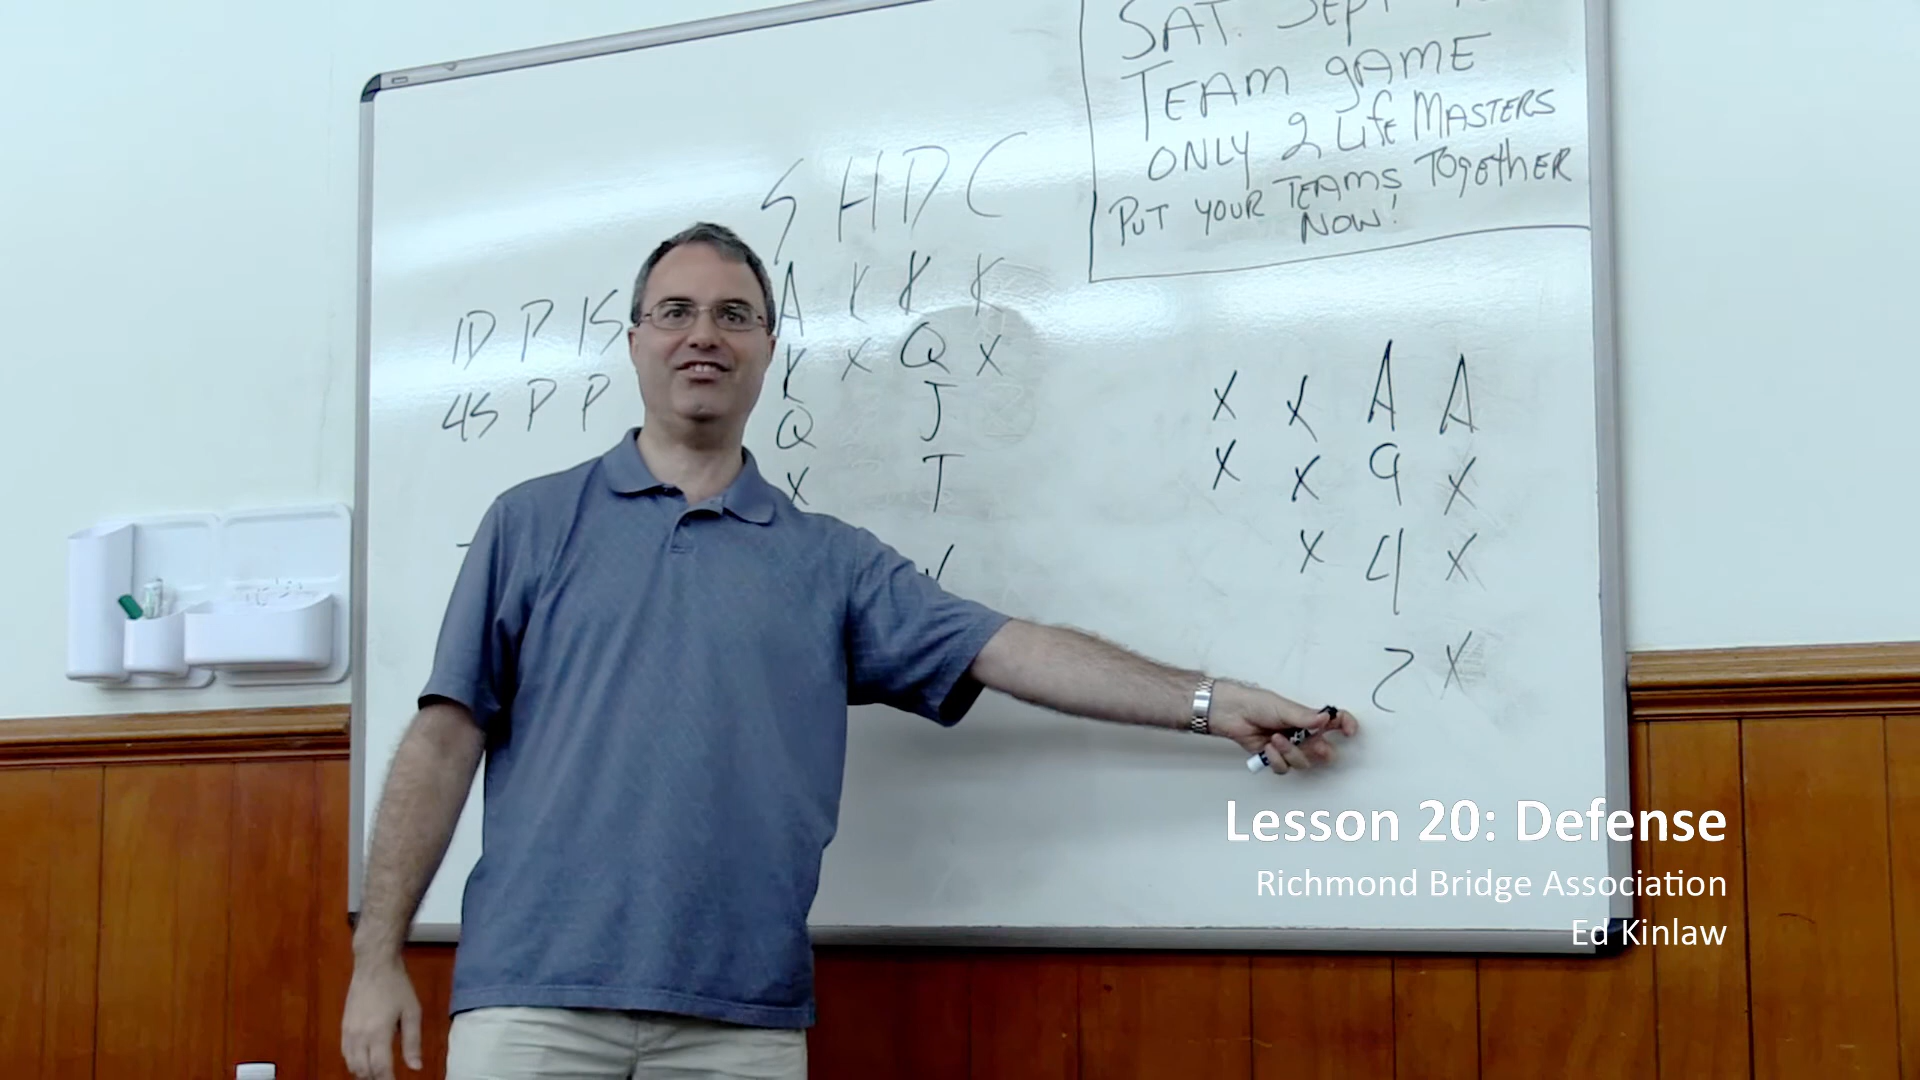 SAT. SEPT
TEAM GAME
ONLY 2 LIFE MASTERS
PUT YOUR TEAMS TOGETHER
NOW!
S H D C
1D P 1S
4S P P
A K K K
K X Q X
Q J
X T
X X A A
X X 9 X
X 4 X
2 X
Lesson 20: Defense
Richmond Bridge Association
Ed Kinlaw